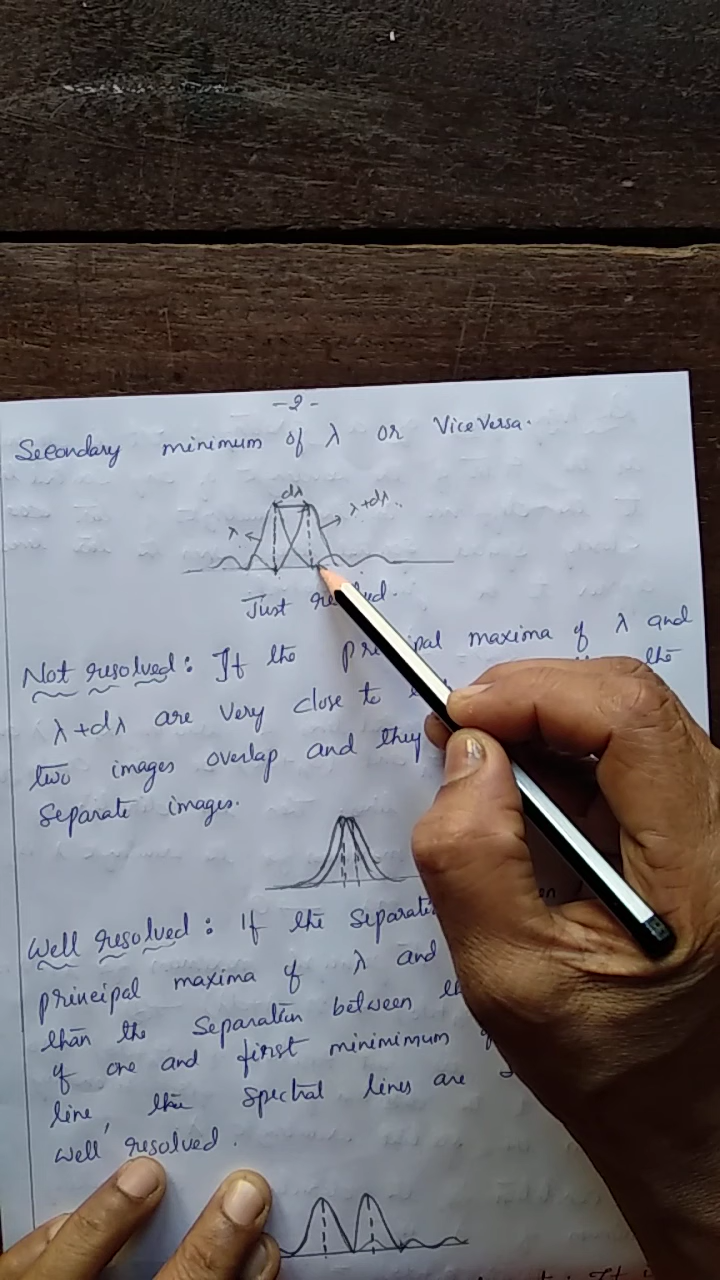 -2-
Secondary minimum of λ or Vice Versa.
dλ
λ
λ+dλ
Just
Not resolved: If the principal maxima of λ and
λ+dλ are very close to the
two images overlap and they
Separate images.
Well resolved: If the
principal maxima of λ and
than the Separation between
of one and first minimimum
line, the spectral lines are
well resolved.